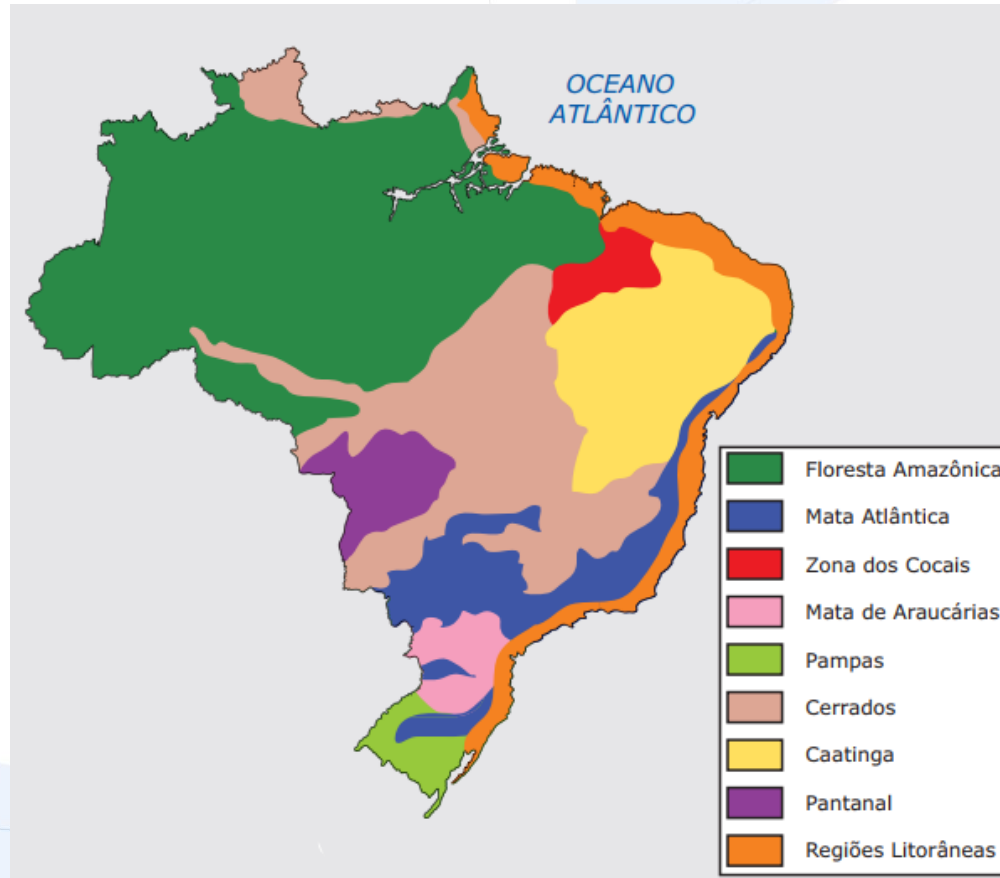 OCEANO
ATLÂNTICO
Floresta Amazônica
Mata Atlântica
Zona dos Cocais
Mata de Araucárias
Pampas
Cerrados
Caatinga
Pantanal
Regiões Litorâneas